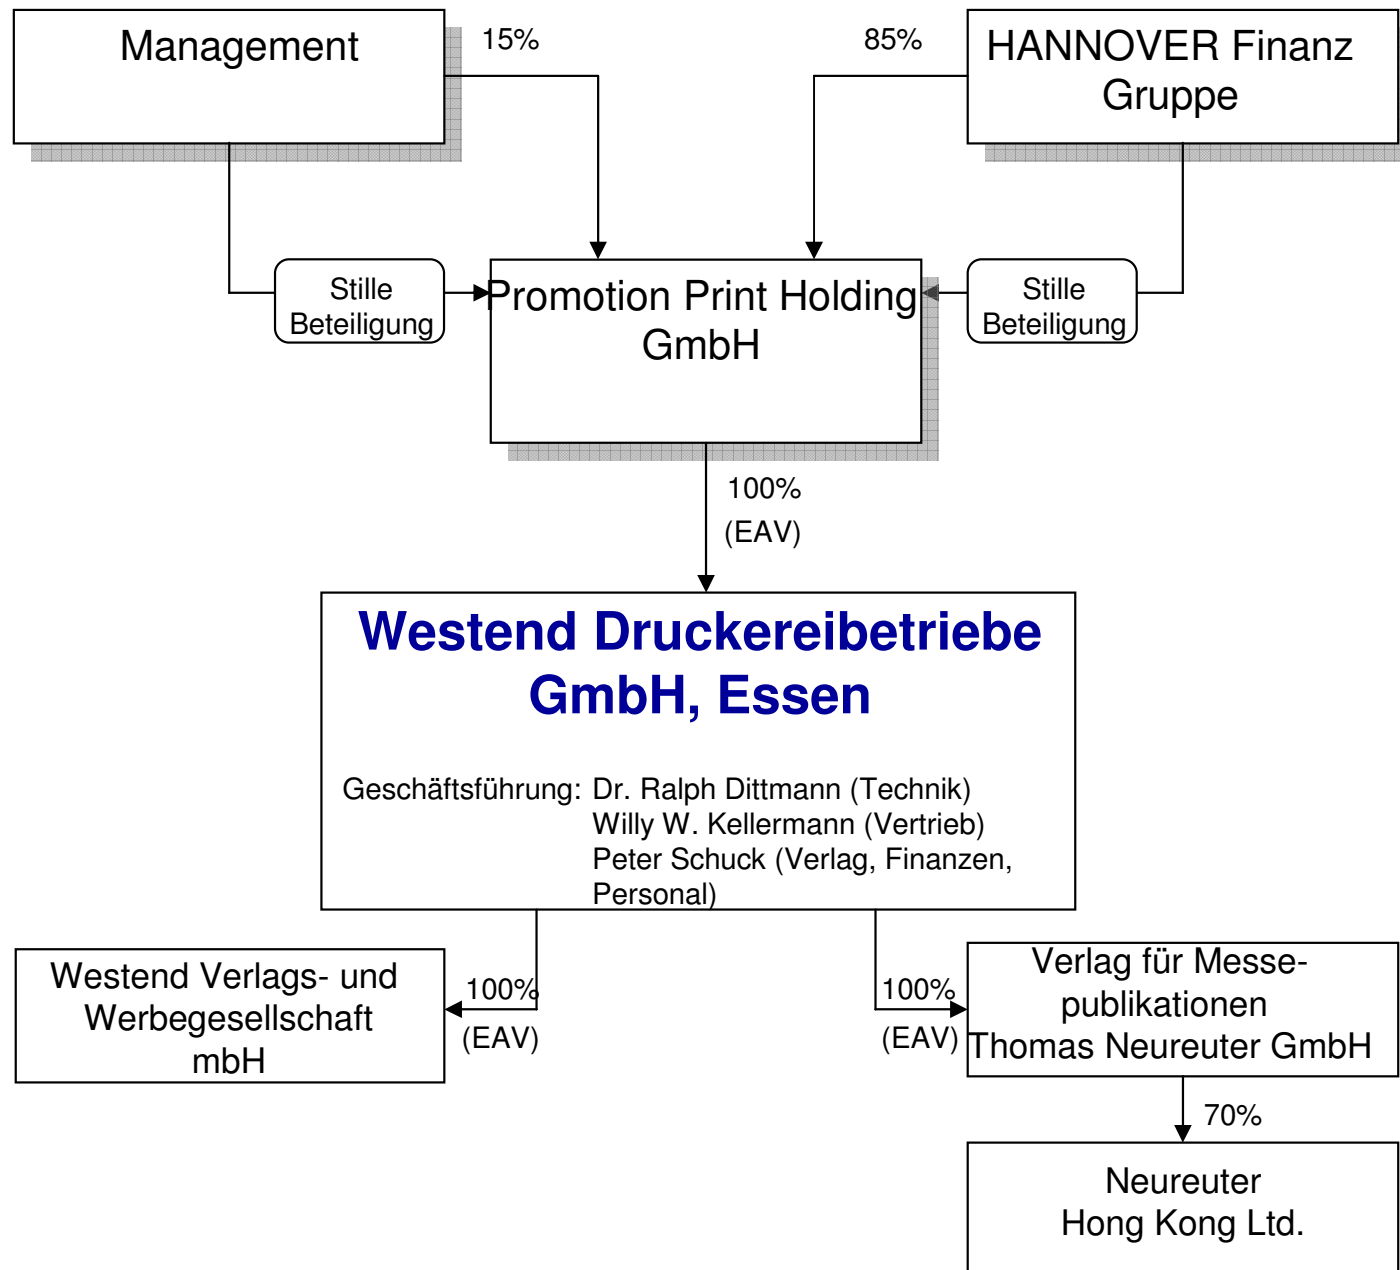 Management
15%
85%
HANNOVER Finanz
Gruppe
Stille
Beteiligung
Promotion Print Holding
GmbH
Stille
Beteiligung
100%
(EAV)
Westend Druckereibetriebe
GmbH, Essen
Geschäftsführung: Dr. Ralph Dittmann (Technik)
Willy W. Kellermann (Vertrieb)
Peter Schuck (Verlag, Finanzen,
Personal)
Westend Verlags- und
Werbegesellschaft
mbH
100%
(EAV)
100%
(EAV)
Verlag für Messe-
publikationen
Thomas Neureuter GmbH
70%
Neureuter
Hong Kong Ltd.